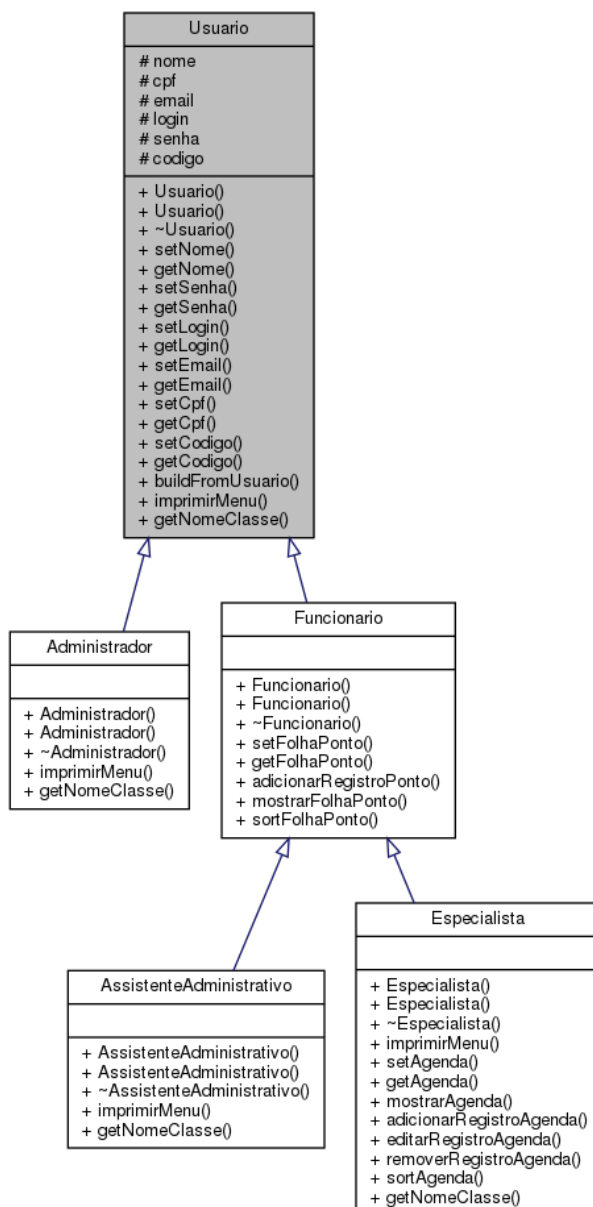 Usuario
# nome
# cpf
# email
# login
# senha
# codigo
+ Usuario()
+ Usuario()
+ ~Usuario()
+ setNome()
+ getNome()
+ setSenha()
+ getSenha()
+ setLogin()
+ getLogin()
+ setEmail()
+ getEmail()
+ setCpf()
+ getCpf()
+ setCodigo()
+ getCodigo()
+ buildFromUsuario()
+ imprimirMenu()
+ getNomeClasse()
Administrador
+ Administrador()
+ Administrador()
+ ~Administrador()
+ imprimirMenu()
+ getNomeClasse()
Funcionario
+ Funcionario()
+ Funcionario()
+ ~Funcionario()
+ setFolhaPonto()
+ getFolhaPonto()
+ adicionarRegistroPonto()
+ mostrarFolhaPonto()
+ sortFolhaPonto()
AssistenteAdministrativo
+ AssistenteAdministrativo()
+ AssistenteAdministrativo()
+ ~AssistenteAdministrativo()
+ imprimirMenu()
+ getNomeClasse()
Especialista
+ Especialista()
+ Especialista()
+ ~Especialista()
+ imprimirMenu()
+ setAgenda()
+ getAgenda()
+ mostrarAgenda()
+ adicionarRegistroAgenda()
+ editarRegistroAgenda()
+ removerRegistroAgenda()
+ sortAgenda()
+ getNomeClasse()